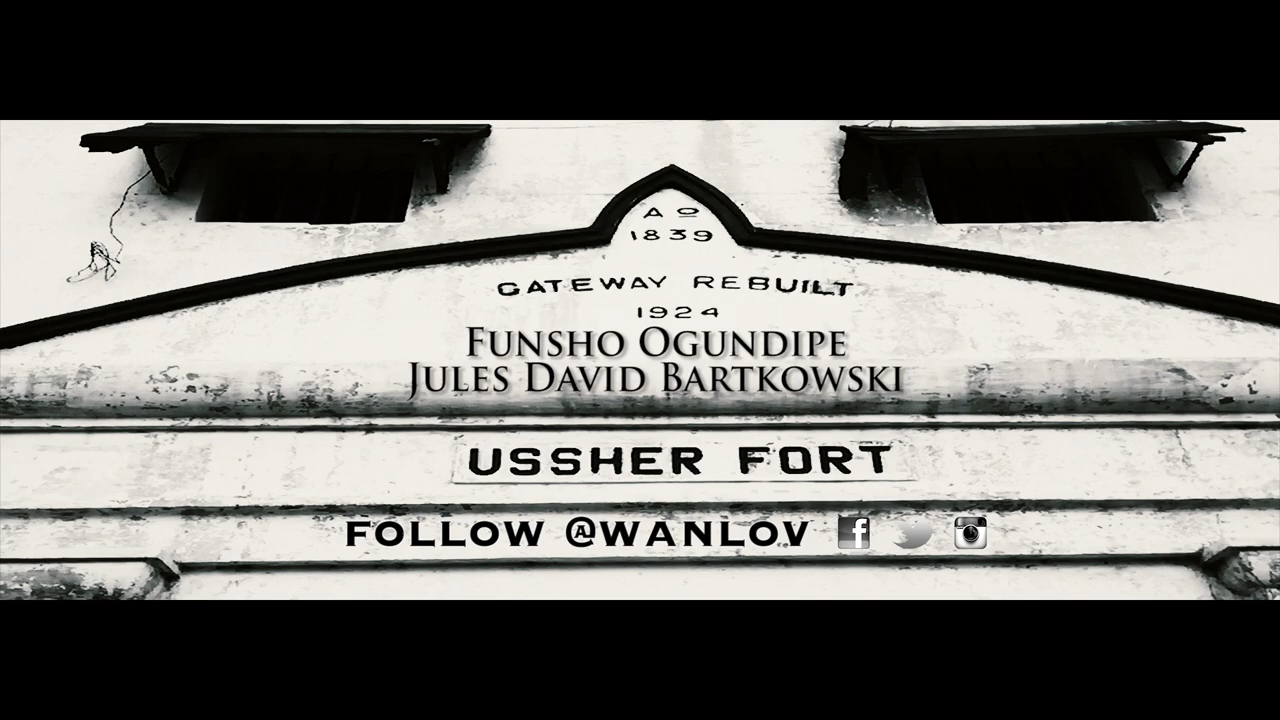 A º
1839
GATEWAY REBUILT
1924
FUNSHO OGUNDIPE
JULES DAVID BARTKOWSKI
USSHER FORT
FOLLOW @WANLOV